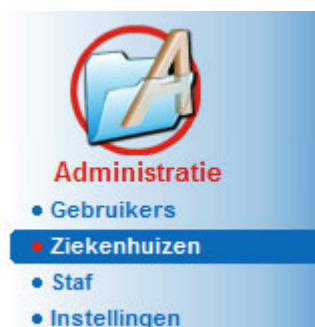 A
Administratie
Gebruikers
Ziekenhuizen
Staf
Instellingen